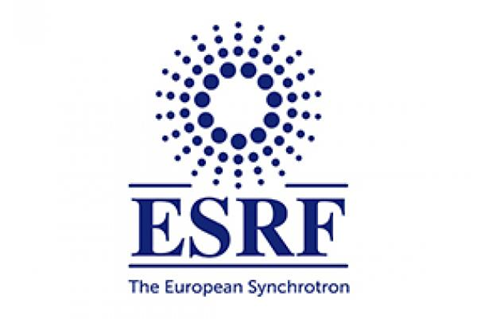 ESRF
The European Synchrotron